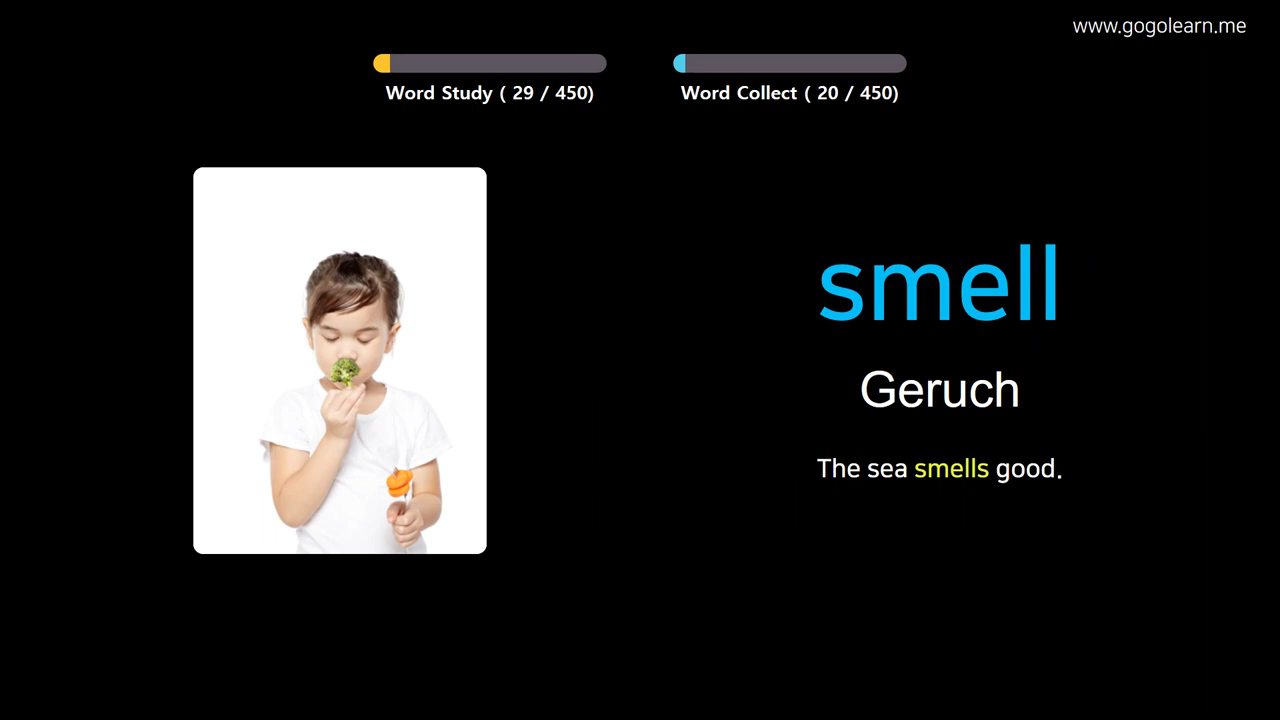 www.gogolearn.me
Word Study ( 29 / 450)
Word Collect ( 20 / 450)
smell
Geruch
The sea smells good.